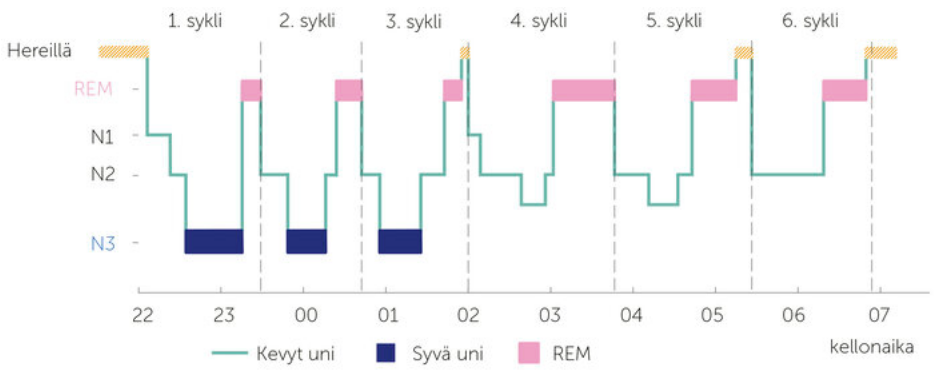 1. sykli 2. sykli 3. sykli 4. sykli 5. sykli 6. sykli
Hereillä
REM
N1
N2
N3
22 23 00 01 02 03 04 05 06 07
kellonaika
Kevyt uni Syvä uni REM